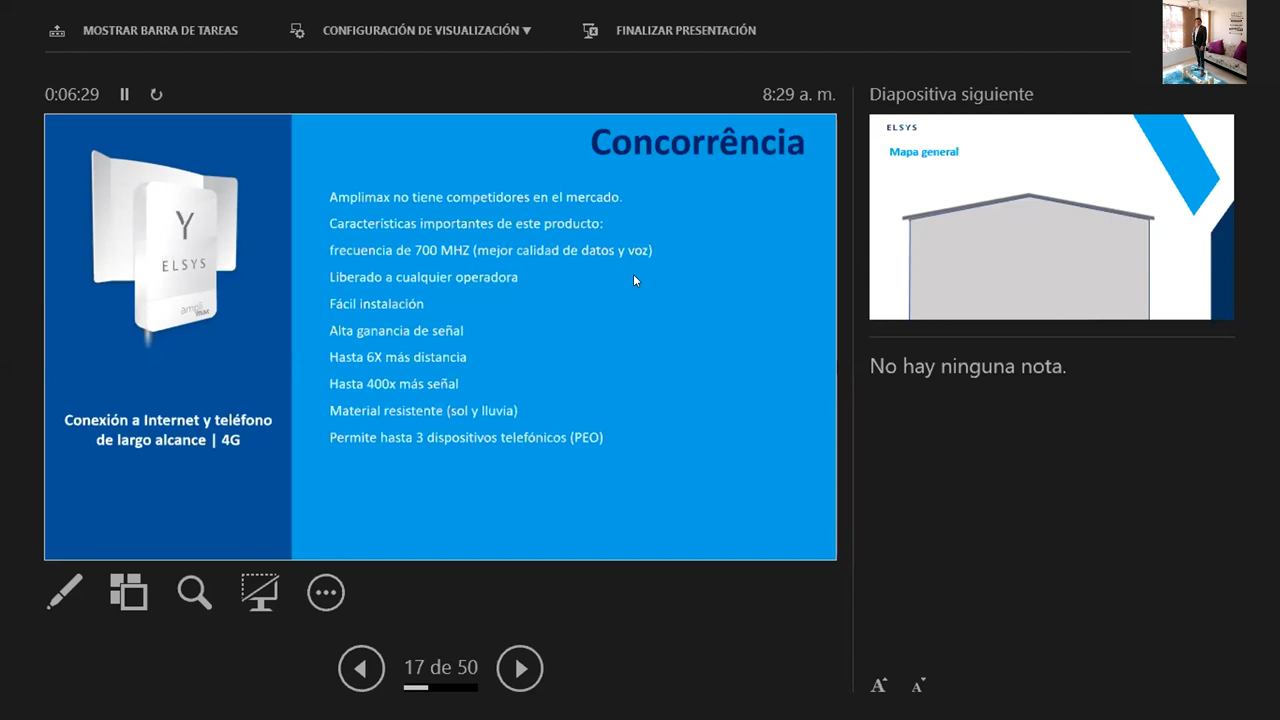 MOSTRAR BARRA DE TAREAS
CONFIGURACIÓN DE VISUALIZACIÓN ▼
FINALIZAR PRESENTACIÓN
0:06:29
8:29 a. m.
Diapositiva siguiente
Concorrência
Amplimax no tiene competidores en el mercado.
Características importantes de este producto:
frecuencia de 700 MHZ (mejor calidad de datos y voz)
Liberado a cualquier operadora
Fácil instalación
Alta ganancia de señal
Hasta 6X más distancia
Hasta 400x más señal
Material resistente (sol y lluvia)
Permite hasta 3 dispositivos telefónicos (PEO)
ELSYS
ampli
max
Conexión a Internet y teléfono
de largo alcance | 4G
ELSYS
Mapa general
No hay ninguna nota.
17 de 50
A A